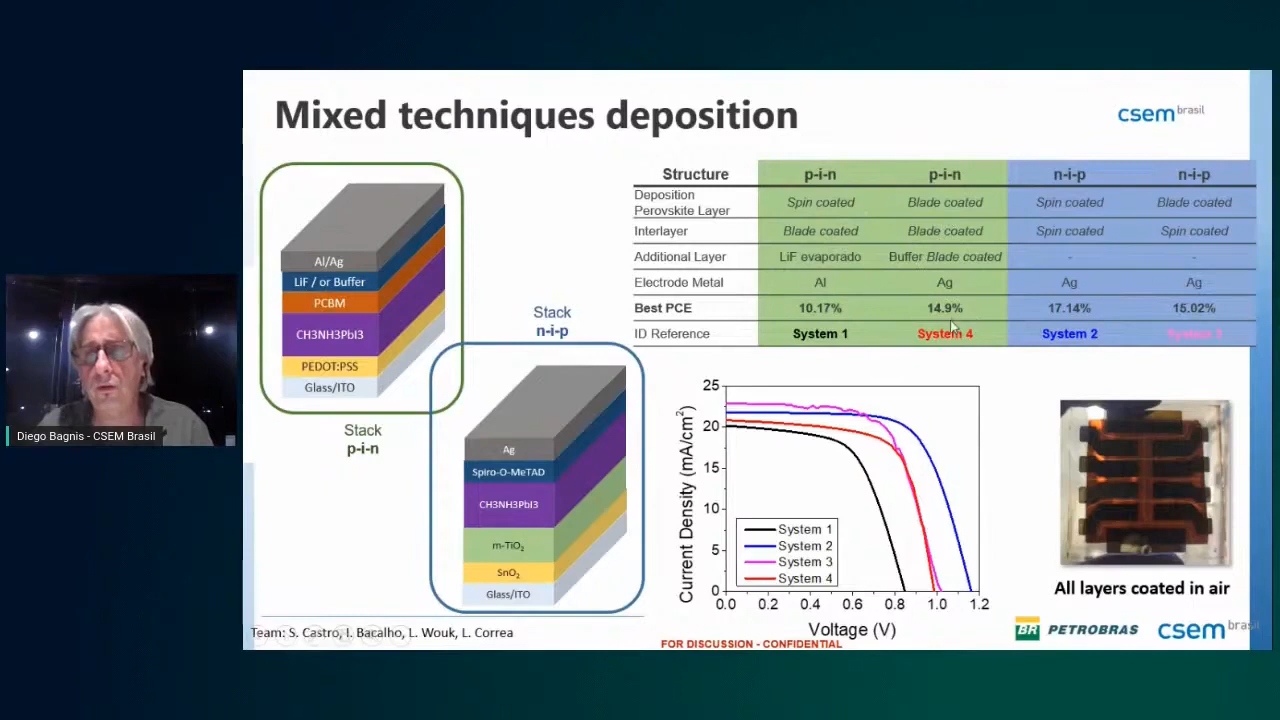 Mixed techniques deposition
csem brasil
Al/Ag
LiF / or Buffer
PCBM
CH3NH3PbI3
PEDOT:PSS
Glass/ITO
Stack
p-i-n
Stack
n-i-p
Ag
Spiro-O-MeTAD
CH3NH3PbI3
m-TiO₂
SnO₂
Glass/ITO
Structure p-i-n p-i-n n-i-p n-i-p
Deposition
Perovskite Layer Spin coated Blade coated Spin coated Blade coated
Interlayer Blade coated Blade coated Spin coated Spin coated
Additional Layer LiF evaporado Buffer Blade coated - -
Electrode Metal Al Ag Ag Ag
Best PCE 10.17% 14.9% 17.14% 15.02%
ID Reference System 1 System 4 System 2 System 3
25
20
15
10
5
0
Current Density (mA/cm²)
System 1
System 2
System 3
System 4
0.0 0.2 0.4 0.6 0.8 1.0 1.2
Voltage (V)
All layers coated in air
Diego Bagnis - CSEM Brasil
Team: S. Castro, I. Bacalho, L. Wouk, L. Correa
FOR DISCUSSION - CONFIDENTIAL
BR PETROBRAS
csem brasil